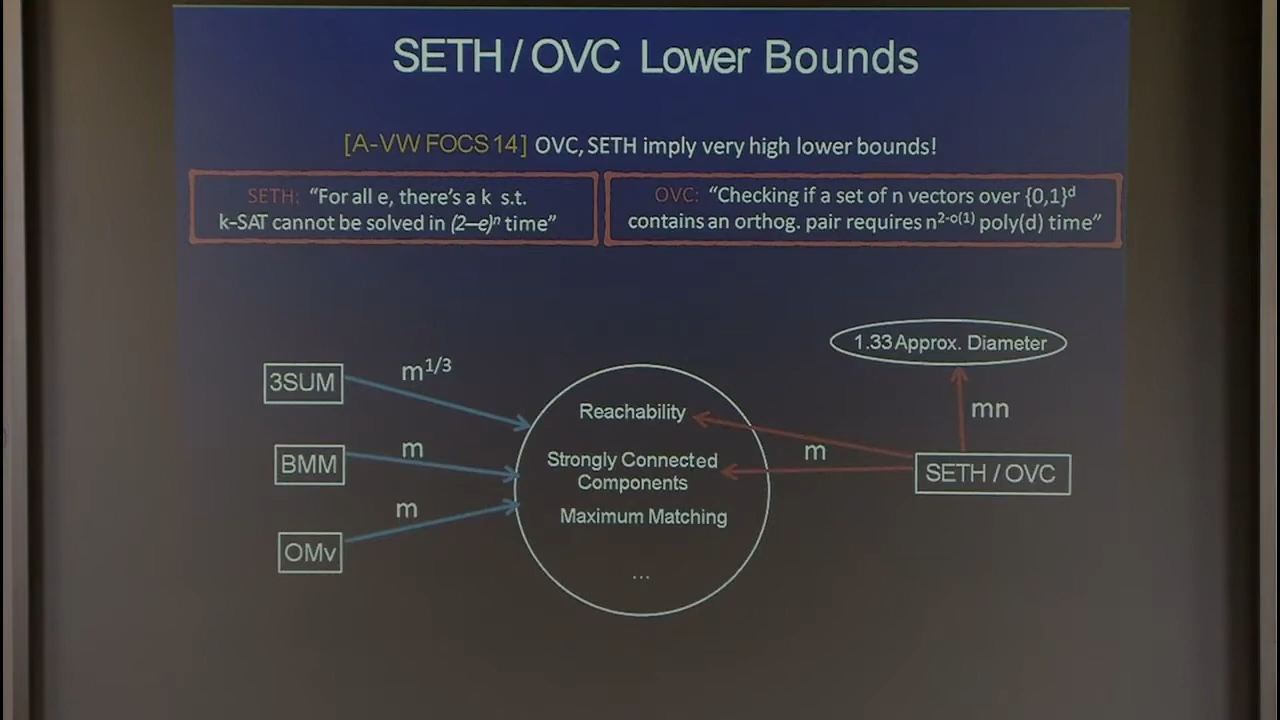 SETH / OVC Lower Bounds
[A-VW FOCS 14] OVC, SETH imply very high lower bounds!
SETH: “For all e, there’s a k s.t.
k–SAT cannot be solved in (2–e)ⁿ time”
OVC: “Checking if a set of n vectors over {0,1}ᵈ
contains an orthog. pair requires n²⁻ᵒ⁽¹⁾ poly(d) time”
1.33 Approx. Diameter
3SUM
m¹ᐟ³
Reachability
mn
BMM
m
Strongly Connected
Components
m
SETH / OVC
m
Maximum Matching
OMv
...